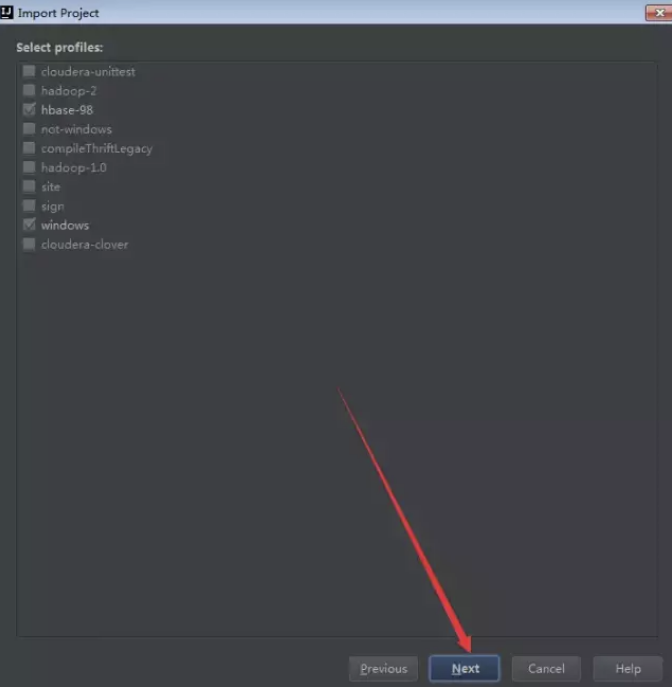 IJ Import Project
Select profiles:
cloudera-unittest
hadoop-2
hbase-98
not-windows
compileThriftLegacy
hadoop-1.0
site
sign
windows
cloudera-clover
Previous Next Cancel Help